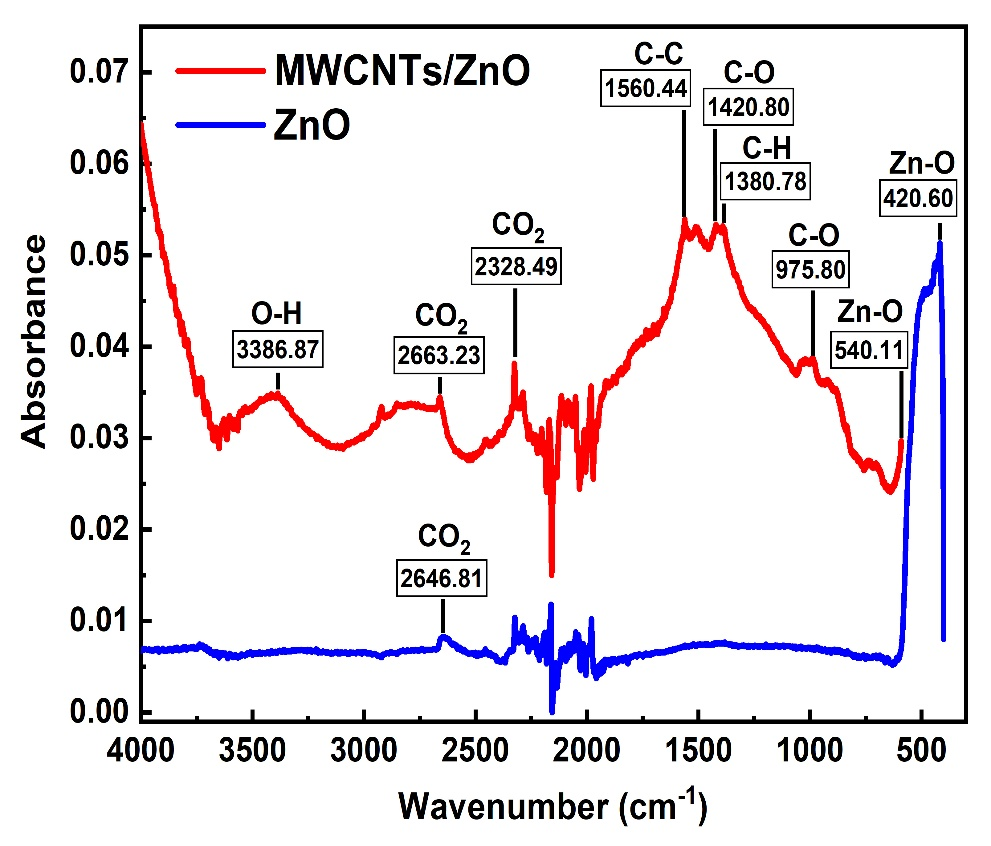 MWCNTs/ZnO
ZnO
C-C
1560.44
C-O
1420.80
C-H
1380.78
Zn-O
420.60
CO₂
2328.49
C-O
975.80
O-H
3386.87
CO₂
2663.23
Zn-O
540.11
CO₂
2646.81
0.07
0.06
0.05
0.04
0.03
0.02
0.01
0.00
Absorbance
4000 3500 3000 2500 2000 1500 1000 500
Wavenumber (cm⁻¹)